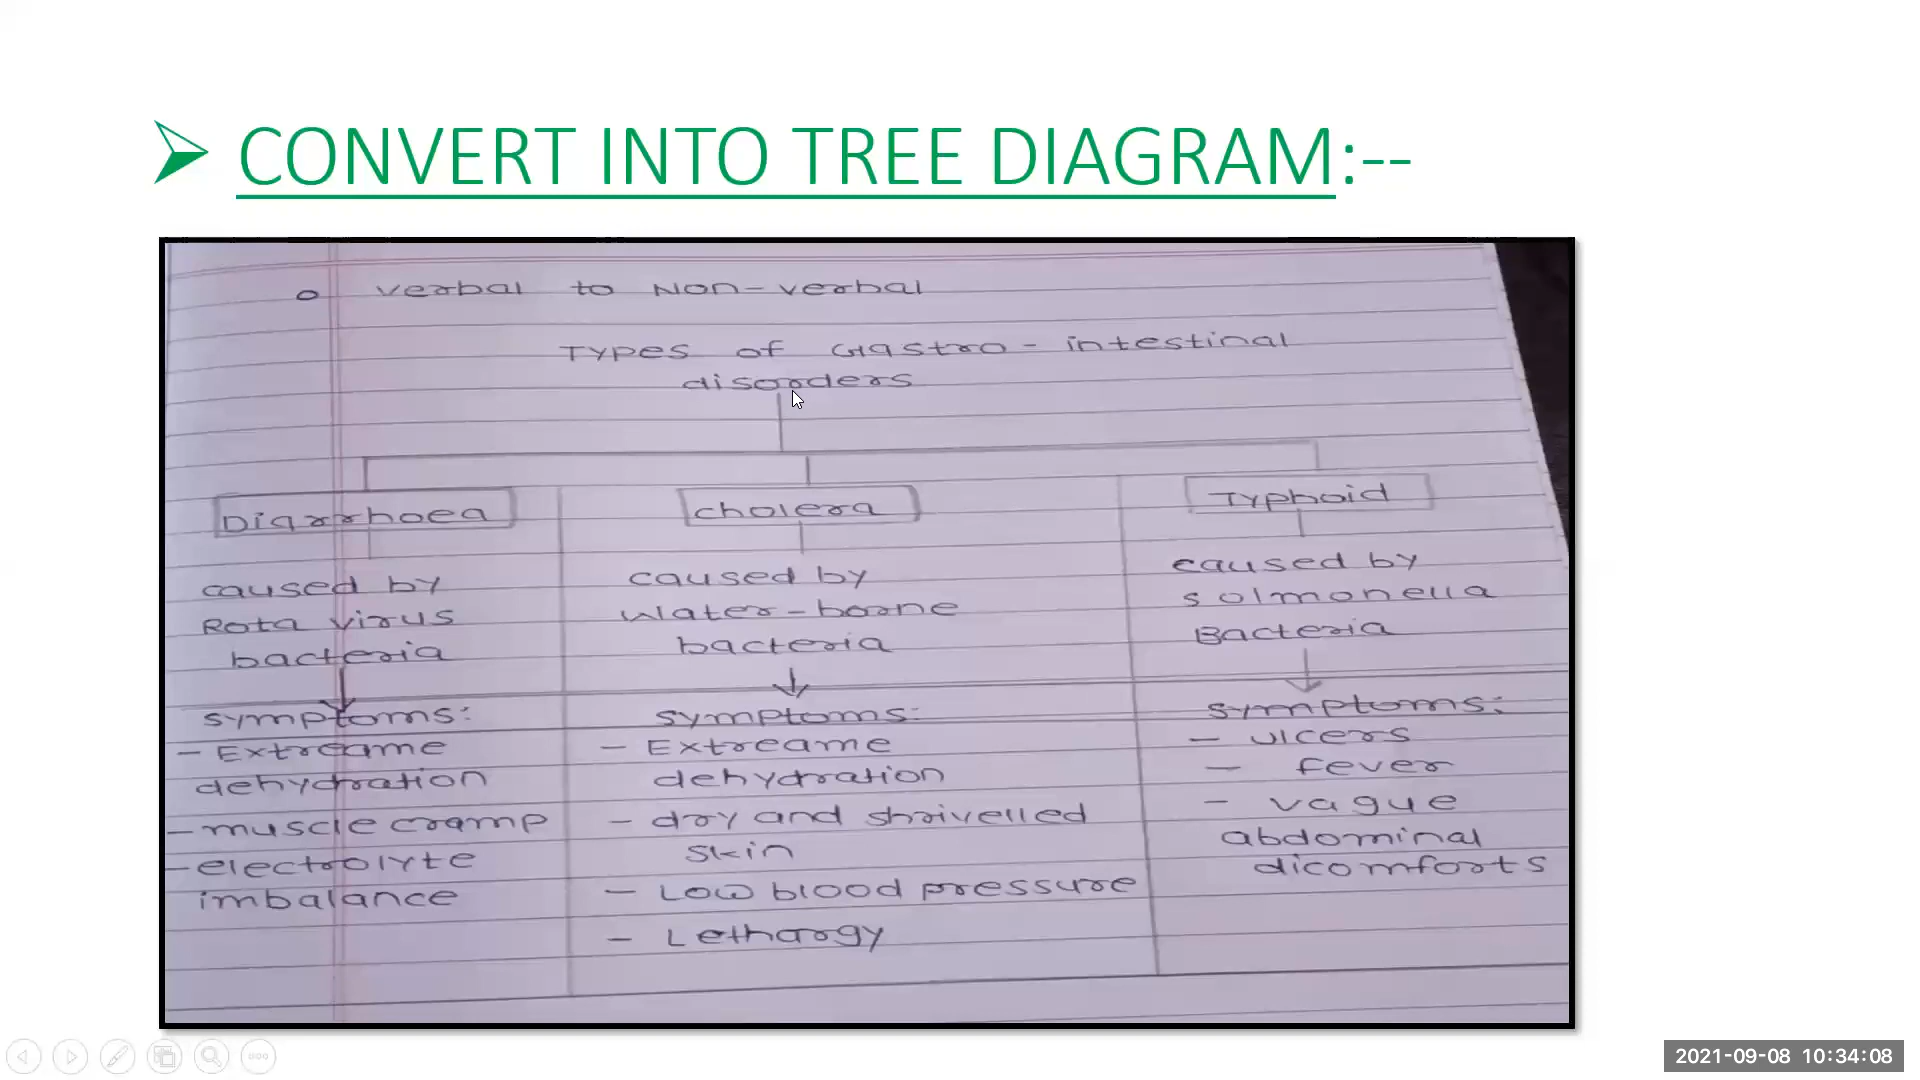 CONVERT INTO TREE DIAGRAM:--
o Verbal to Non-verbal
Types of Gastro-intestinal
disorders
Diarrhoea
caused by
Rota virus
bacteria
symptoms:
- Extreame
dehydration
- muscle cramp
- electrolyte
imbalance
cholera
caused by
Water-borne
bacteria
symptoms:
- Extreame
dehydration
- dry and shrivelled
skin
- Low blood pressure
- Lethargy
Typhoid
caused by
solmonella
Bacteria
symptoms:
- ulcers
- fever
- vague
abdominal
dicomforts
2021-09-08 10:34:08